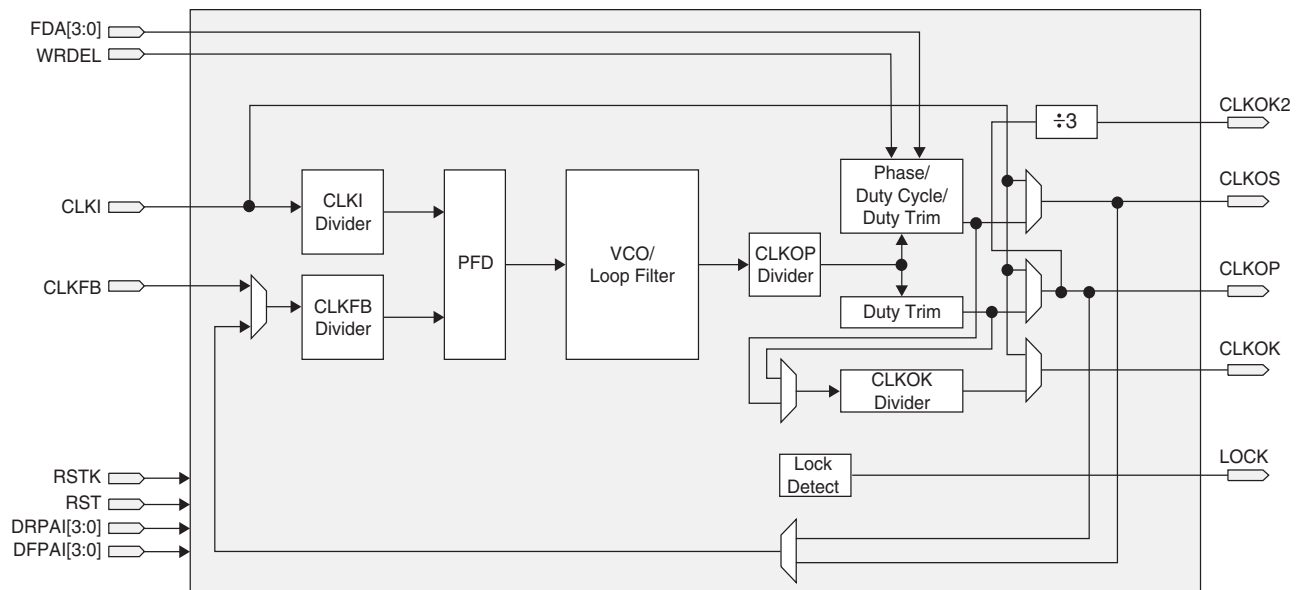 FDA[3:0]
WRDEL
CLKI
CLKFB
RSTK
RST
DRPAI[3:0]
DFPAI[3:0]
CLKI
Divider
CLKFB
Divider
PFD
VCO/
Loop Filter
CLKOP
Divider
Phase/
Duty Cycle/
Duty Trim
Duty Trim
CLKOK
Divider
Lock
Detect
÷3
CLKOK2
CLKOS
CLKOP
CLKOK
LOCK